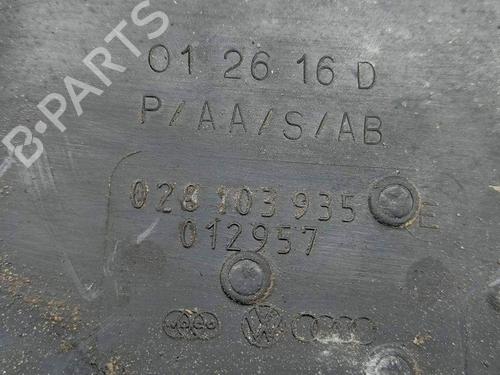 B-PARTS
01 26 16 D
P/AA/S/AB
028 103 935 E
012957